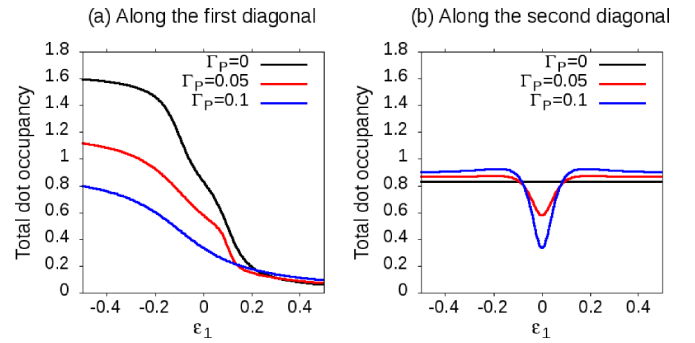 (a) Along the first diagonal
Total dot occupancy
1.8
1.6
1.4
1.2
1
0.8
0.6
0.4
0.2
0
-0.4 -0.2 0 0.2 0.4
ε1
ΓP=0
ΓP=0.05
ΓP=0.1
(b) Along the second diagonal
Total dot occupancy
1.8
1.6
1.4
1.2
1
0.8
0.6
0.4
0.2
0
-0.4 -0.2 0 0.2 0.4
ε1
ΓP=0
ΓP=0.05
ΓP=0.1